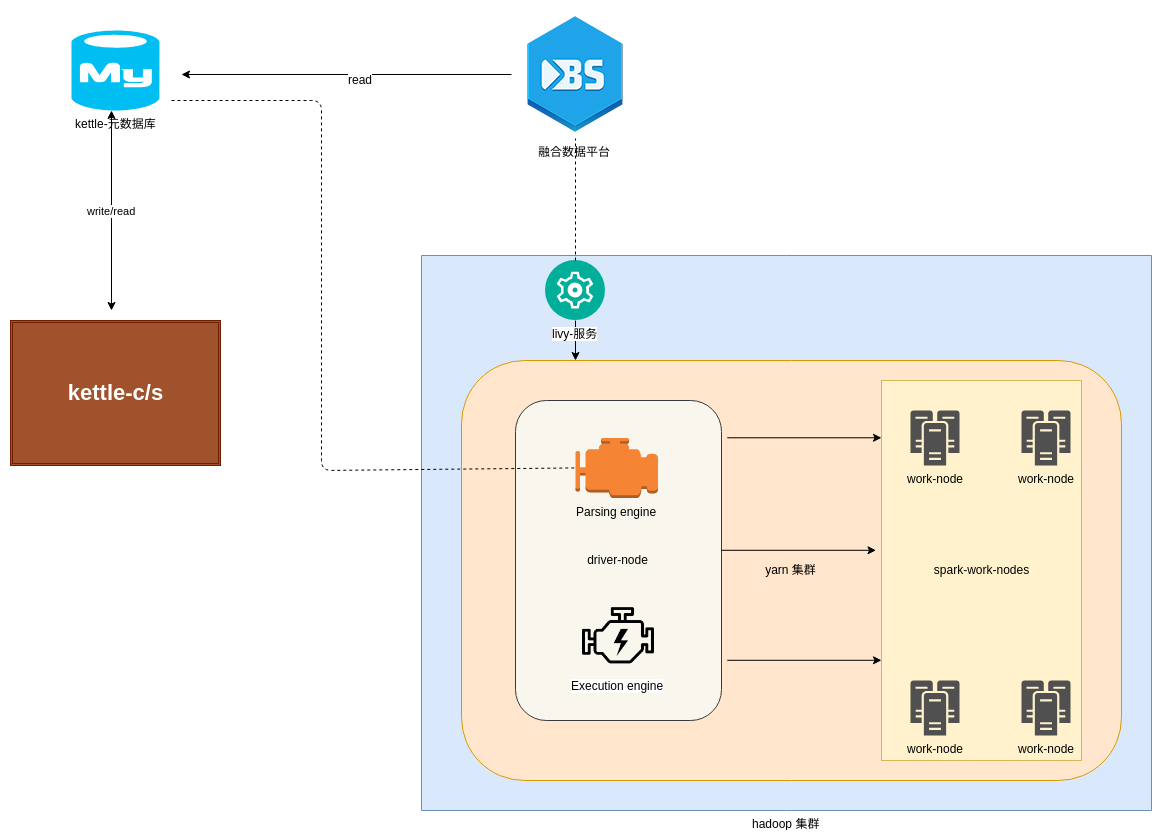 My
BS
read
kettle-元数据库
融合数据平台
write/read
livy-服务
kettle-c/s
Parsing engine
work-node
work-node
driver-node
yarn 集群
spark-work-nodes
Execution engine
work-node
work-node
hadoop 集群